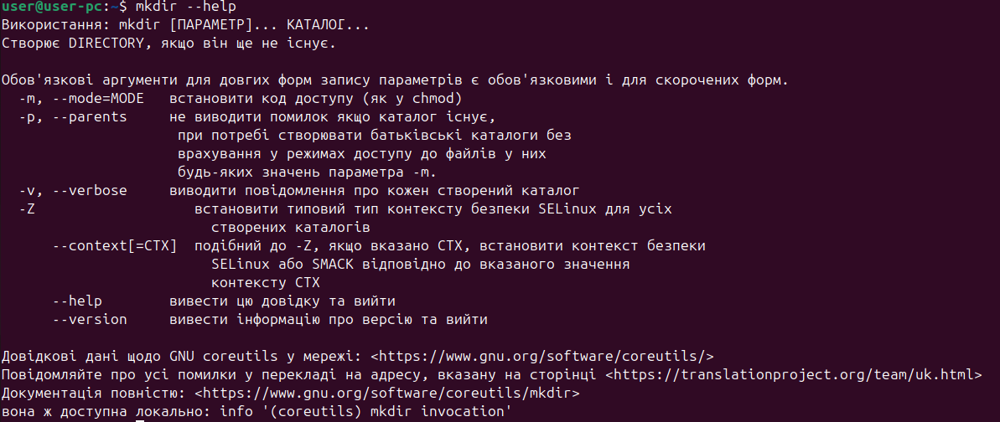 user@user-pc:~$ mkdir --help
Використання: mkdir [ПАРАМЕТР]... КАТАЛОГ...
Створює DIRECTORY, якщо він ще не існує.

Обов'язкові аргументи для довгих форм запису параметрів є обов'язковими і для скорочених форм.
  -m, --mode=MODE   встановити код доступу (як у chmod)
  -p, --parents     не виводити помилок якщо каталог існує,
                     при потребі створювати батьківські каталоги без
                     врахування у режимах доступу до файлів у них
                     будь-яких значень параметра -m.
  -v, --verbose     виводити повідомлення про кожен створений каталог
  -Z                   встановити типовий тип контексту безпеки SELinux для усіх
                         створених каталогів
      --context[=CTX]  подібний до -Z, якщо вказано CTX, встановити контекст безпеки
                         SELinux або SMACK відповідно до вказаного значення
                         контексту CTX
      --help        вивести цю довідку та вийти
      --version     вивести інформацію про версію та вийти

Довідкові дані щодо GNU coreutils у мережі: <https://www.gnu.org/software/coreutils/>
Повідомляйте про усі помилки у перекладі на адресу, вказану на сторінці <https://translationproject.org/team/uk.html>
Документація повністю: <https://www.gnu.org/software/coreutils/mkdir>
вона ж доступна локально: info '(coreutils) mkdir invocation'